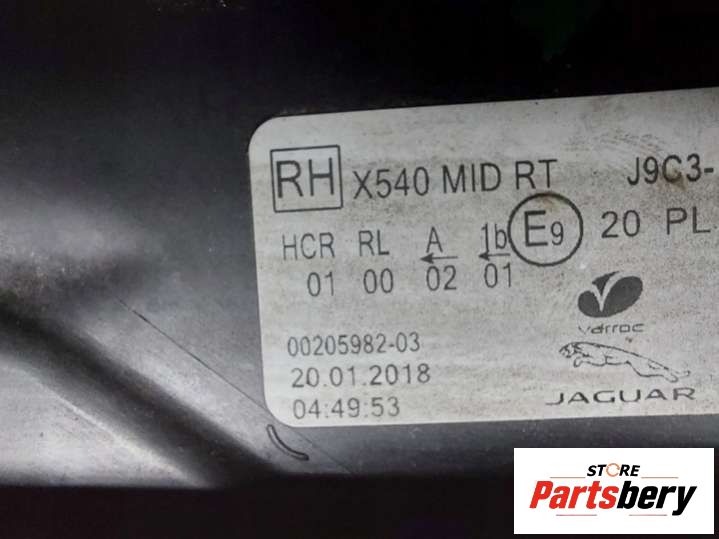 RH X540 MID RT J9C3-
HCR RL A 1b E9 20 PL
01 00 02 01
varroc
00205982-03
20.01.2018
JAGUAR
04:49:53
STORE
Partsbery